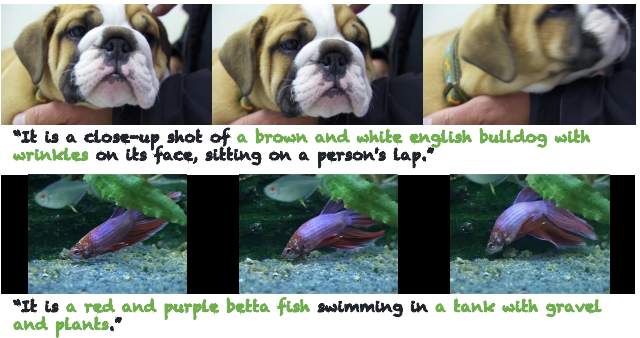 "It is a close-up shot of a brown and white english bulldog with
wrinkles on its face, sitting on a person's lap."
"It is a red and purple betta fish swimming in a tank with gravel
and plants."